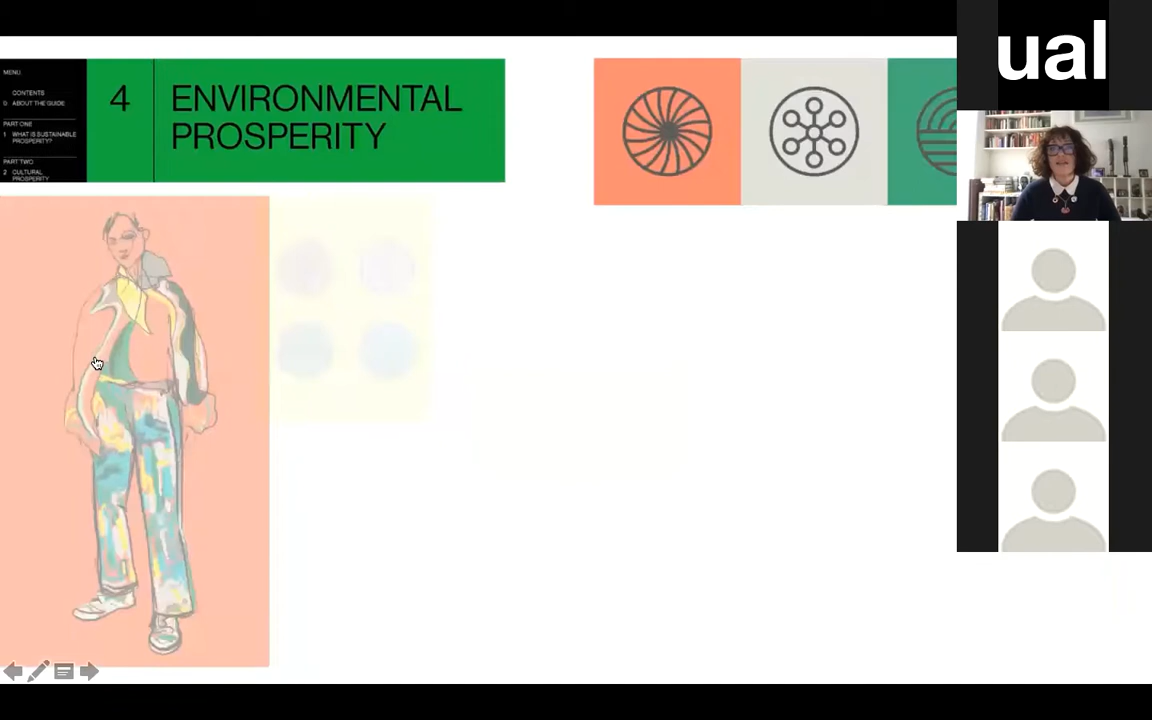 MENU
CONTENTS
0 ABOUT THE GUIDE
PART ONE
1 WHAT IS SUSTAINABLE
PROSPERITY?
PART TWO
2 CULTURAL
PROSPERITY
4
ENVIRONMENTAL
PROSPERITY
ual